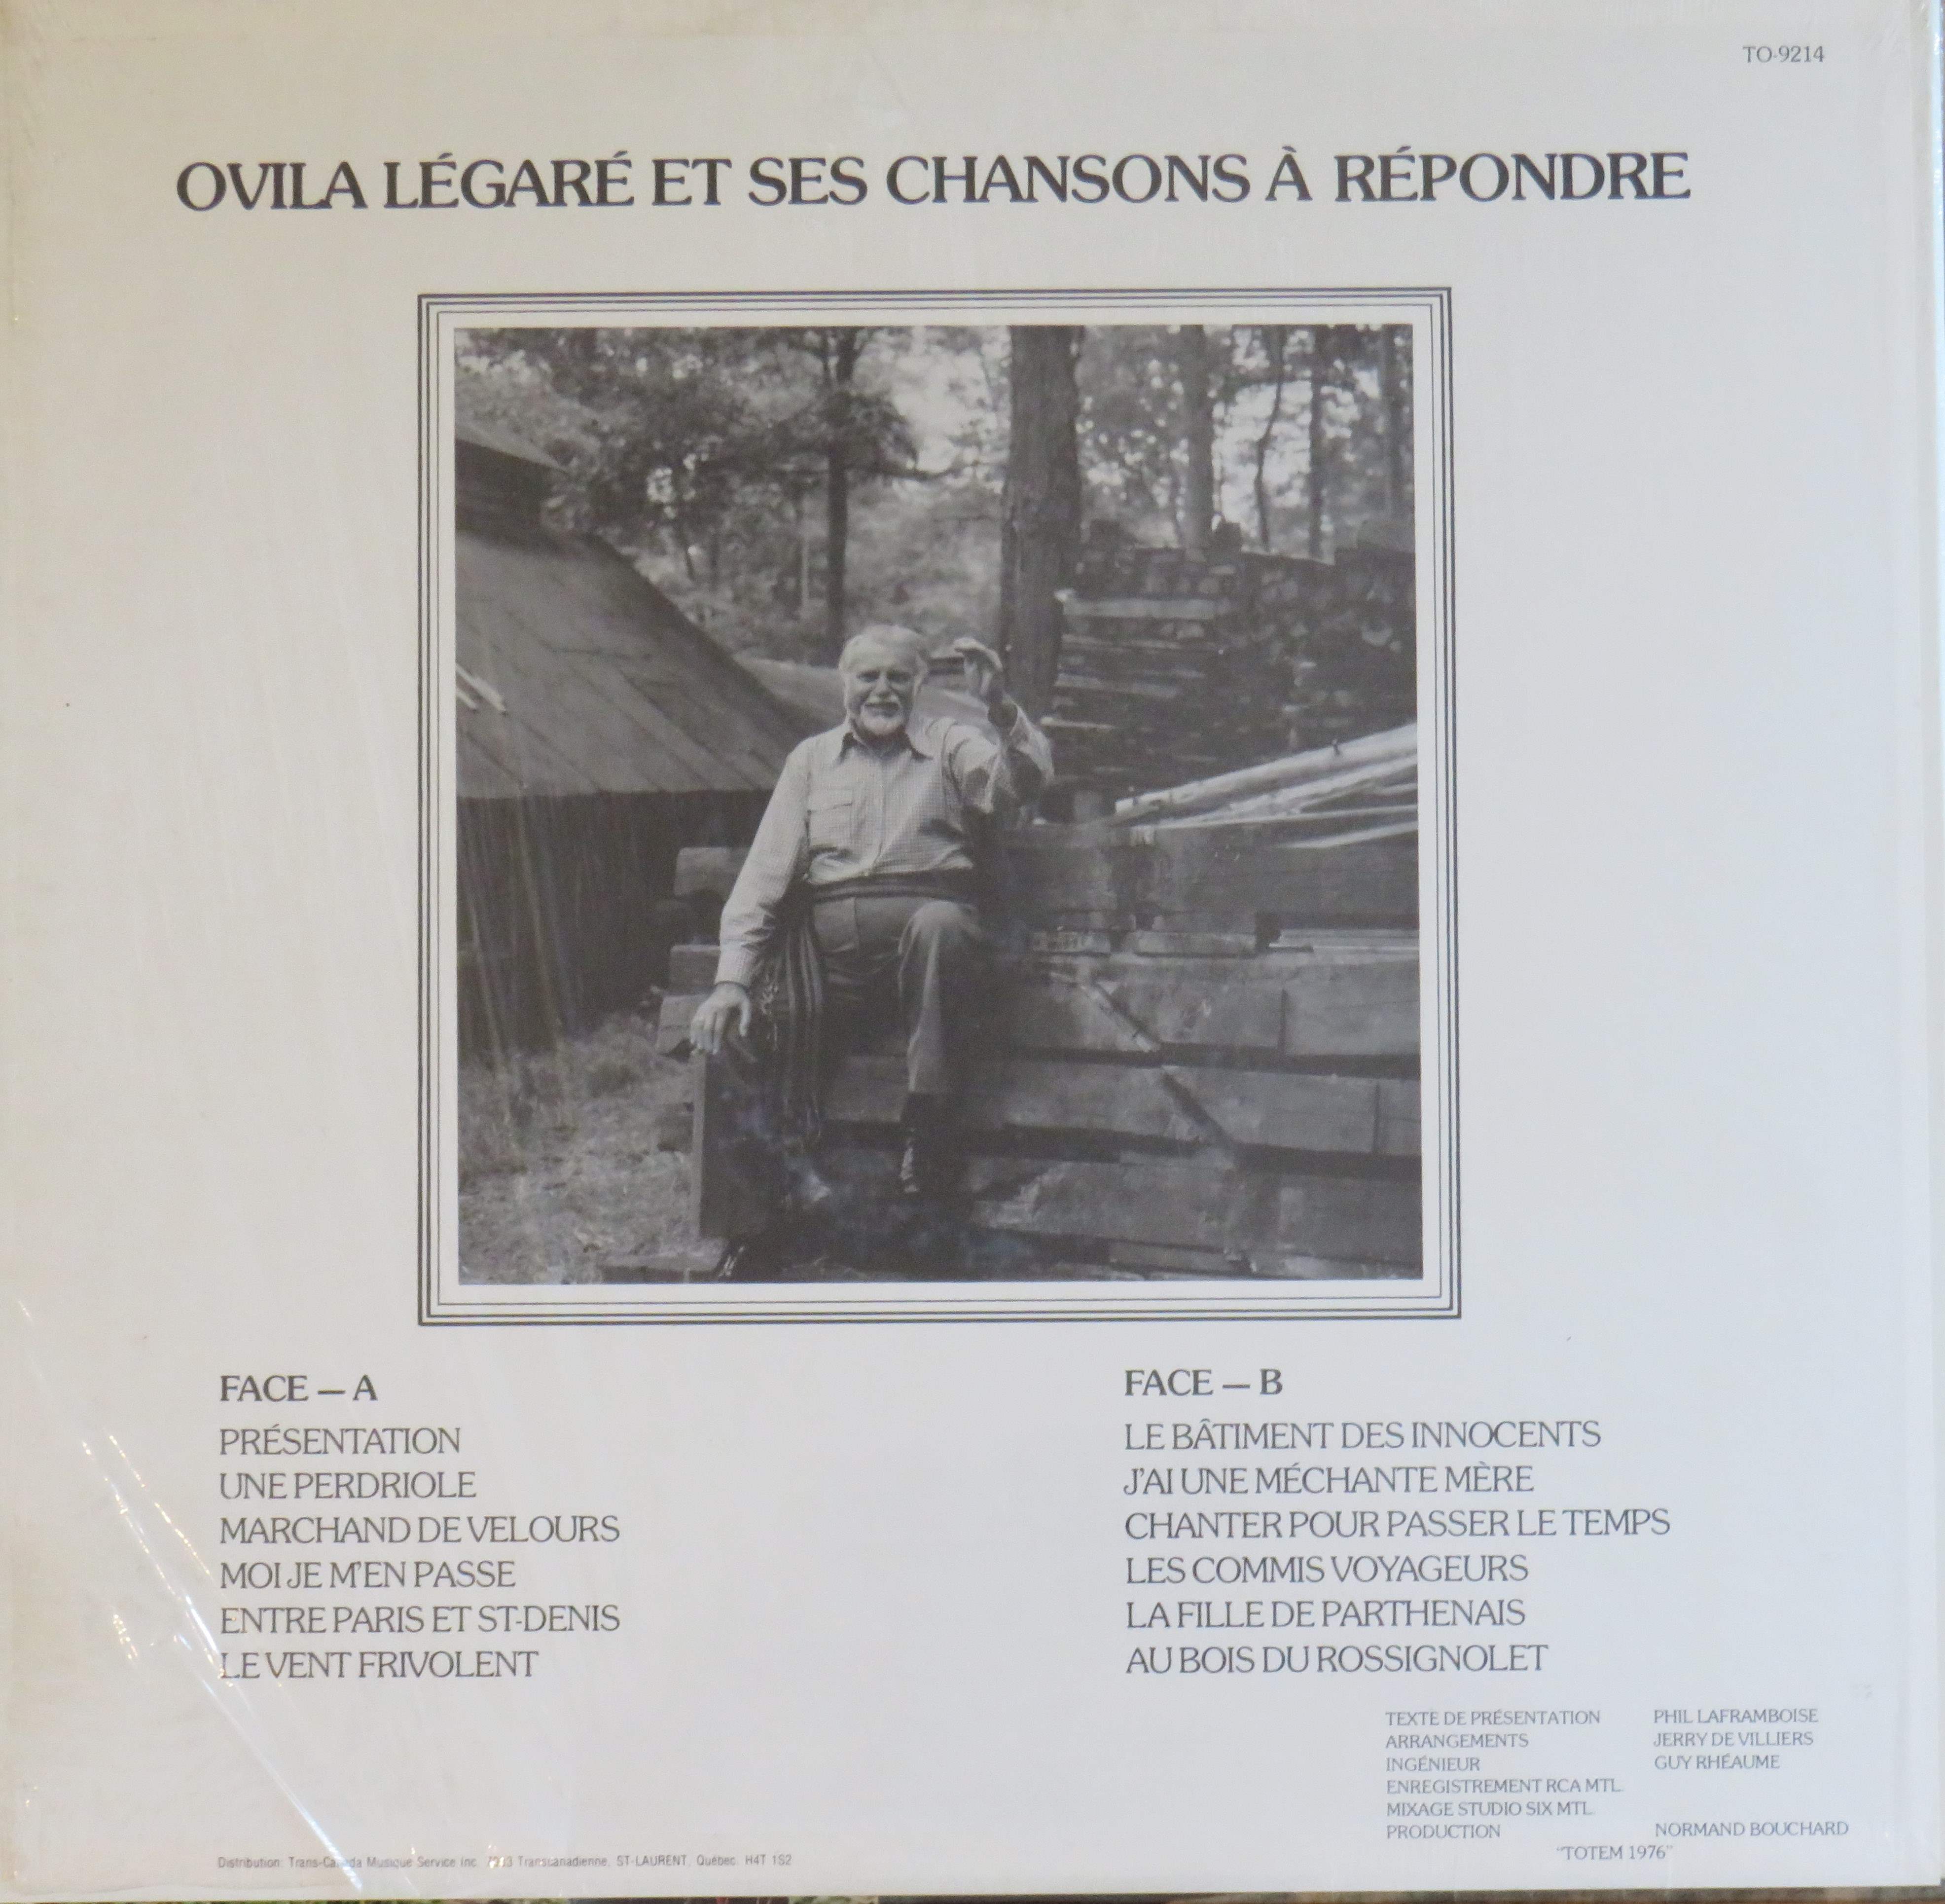 TO-9214
OVILA LÉGARÉ ET SES CHANSONS À RÉPONDRE
FACE — A
PRÉSENTATION
UNE PERDRIOLE
MARCHAND DE VELOURS
MOI JE M'EN PASSE
ENTRE PARIS ET ST-DENIS
LE VENT FRIVOLENT
FACE — B
LE BÂTIMENT DES INNOCENTS
J'AI UNE MÉCHANTE MÈRE
CHANTER POUR PASSER LE TEMPS
LES COMMIS VOYAGEURS
LA FILLE DE PARTHENAIS
AU BOIS DU ROSSIGNOLET
TEXTE DE PRÉSENTATION PHIL LAFRAMBOISE
ARRANGEMENTS JERRY DE VILLIERS
INGÉNIEUR GUY RHÉAUME
ENREGISTREMENT RCA MTL.
MIXAGE STUDIO SIX MTL.
PRODUCTION NORMAND BOUCHARD
"TOTEM 1976"
Distribution: Trans-Canada Musique Service Inc. Transcanadienne, ST-LAURENT, Québec. H4T 1S2